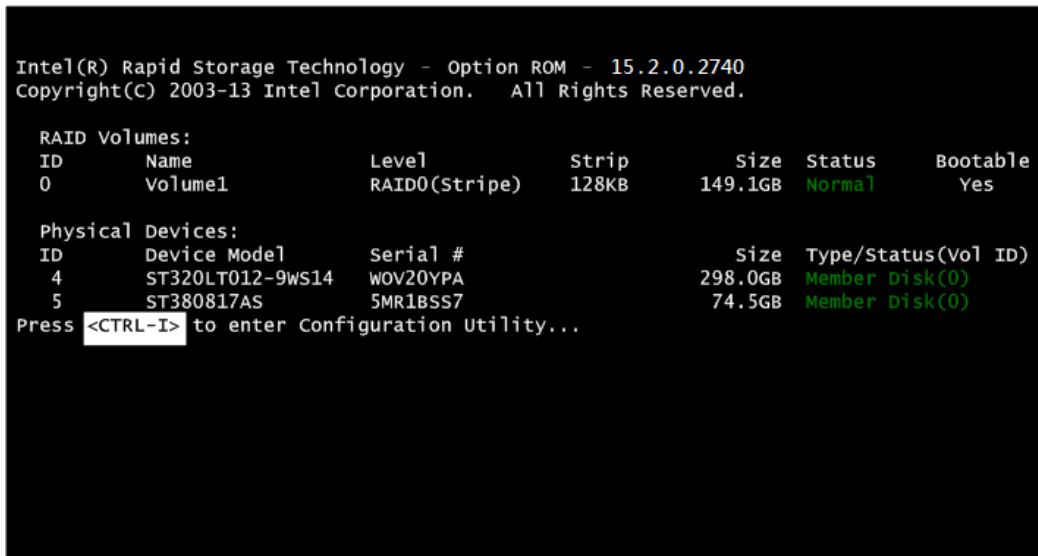 Intel(R) Rapid Storage Technology - Option ROM - 15.2.0.2740
Copyright(C) 2003-13 Intel Corporation. All Rights Reserved.
RAID Volumes:
ID Name Level Strip Size Status Bootable
0 Volume1 RAID0(Stripe) 128KB 149.1GB Normal Yes
Physical Devices:
ID Device Model Serial # Size Type/Status(Vol ID)
4 ST320LT012-9WS14 WOV20YPA 298.0GB Member Disk(0)
5 ST380817AS 5MR1BSS7 74.5GB Member Disk(0)
Press <CTRL-I> to enter Configuration Utility...